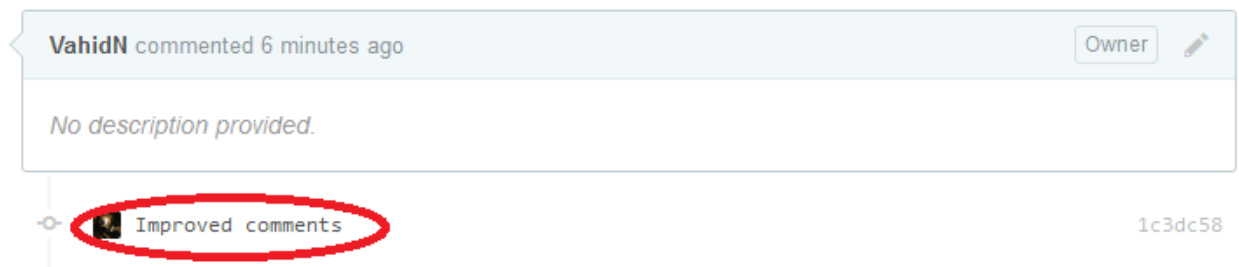 VahidN commented 6 minutes ago Owner
No description provided.
Improved comments 1c3dc58